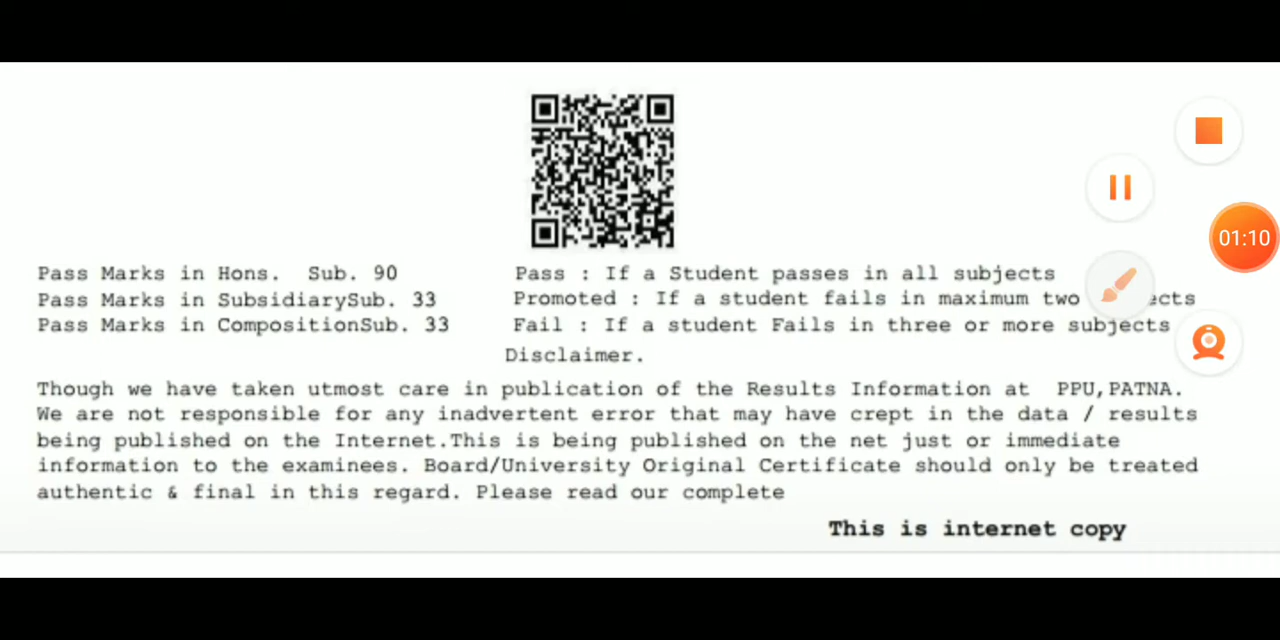 Pass Marks in Hons. Sub. 90
Pass Marks in SubsidiarySub. 33
Pass Marks in CompositionSub. 33
Pass : If a Student passes in all subjects
Promoted : If a student fails in maximum two ects
Fail : If a student Fails in three or more subjects
Disclaimer.
Though we have taken utmost care in publication of the Results Information at PPU,PATNA.
We are not responsible for any inadvertent error that may have crept in the data / results
being published on the Internet.This is being published on the net just or immediate
information to the examinees. Board/University Original Certificate should only be treated
authentic & final in this regard. Please read our complete
This is internet copy
01:10